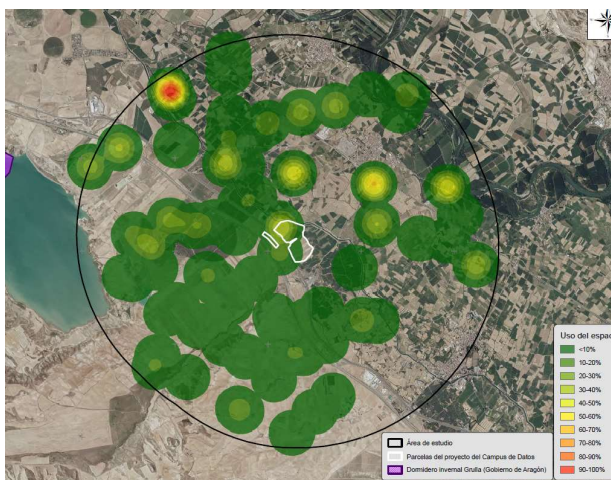 Uso del espac
<10%
10-20%
20-30%
30-40%
40-50%
50-60%
60-70%
70-80%
80-90%
90-100%
Área de estudio
Parcelas del proyecto del Campus de Datos
Dormidero invernal Grulla (Gobierno de Aragón)